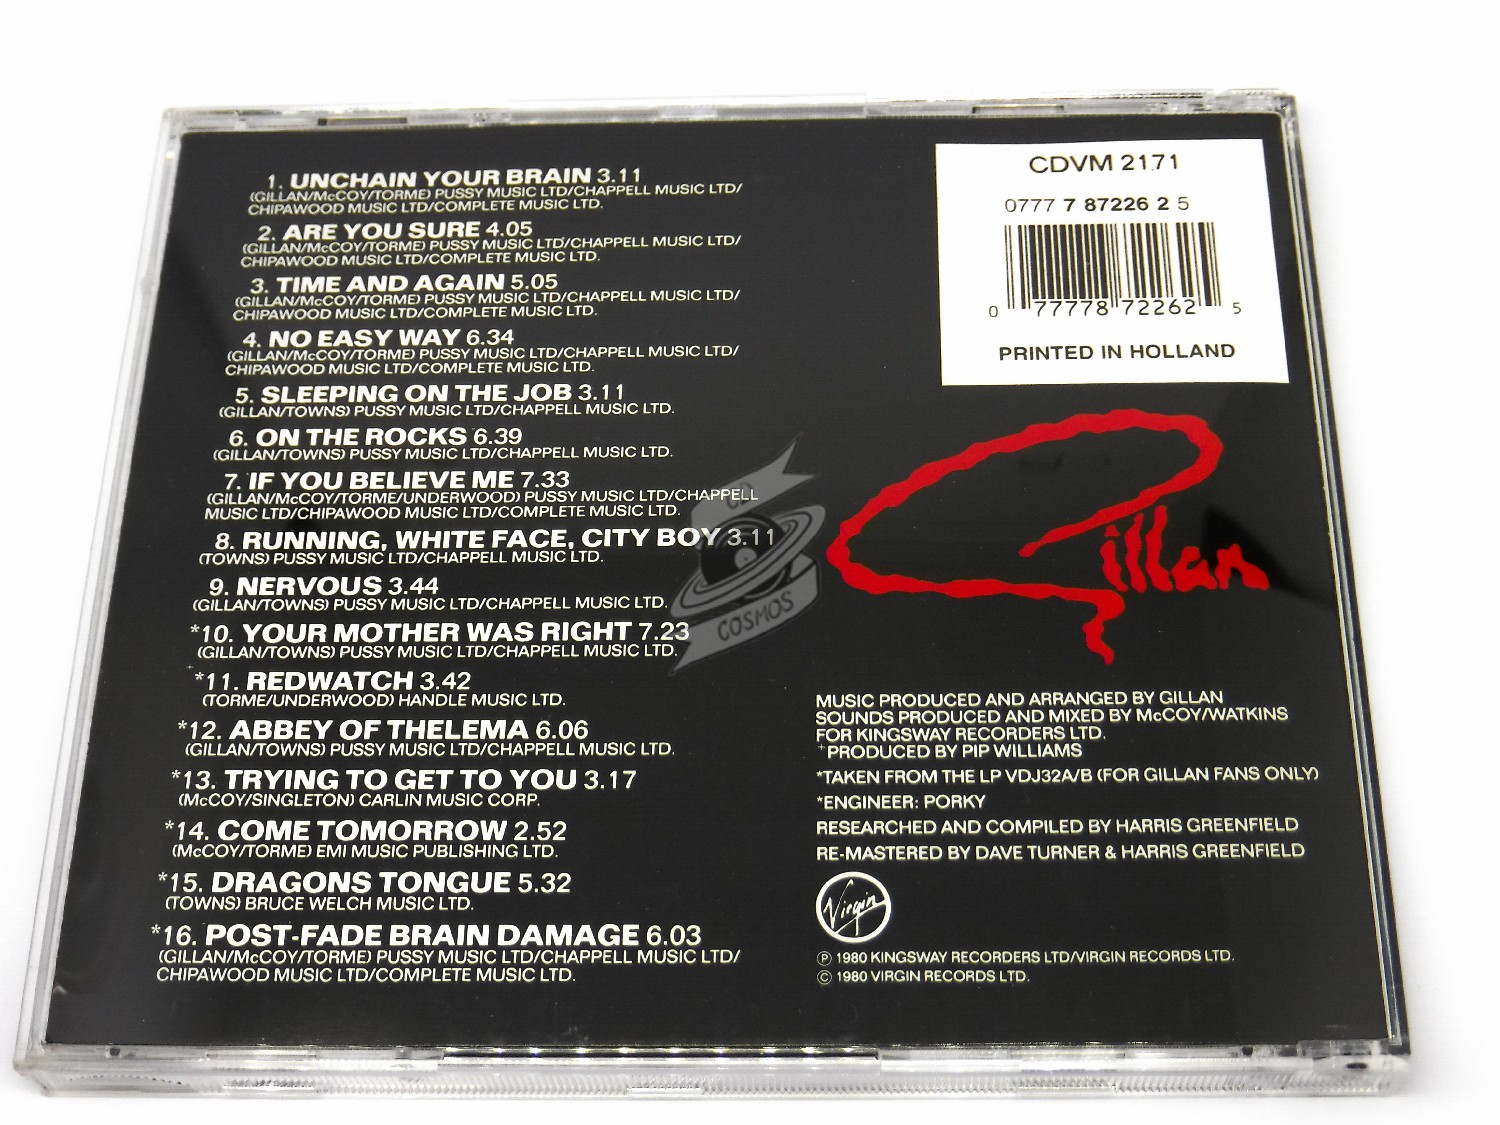 1. UNCHAIN YOUR BRAIN 3.11
(GILLAN/McCOY/TORME) PUSSY MUSIC LTD/CHAPPELL MUSIC LTD/
CHIPAWOOD MUSIC LTD/COMPLETE MUSIC LTD.
2. ARE YOU SURE 4.05
(GILLAN/McCOY/TORME) PUSSY MUSIC LTD/CHAPPELL MUSIC LTD/
CHIPAWOOD MUSIC LTD/COMPLETE MUSIC LTD.
3. TIME AND AGAIN 5.05
(GILLAN/McCOY/TORME) PUSSY MUSIC LTD/CHAPPELL MUSIC LTD/
CHIPAWOOD MUSIC LTD/COMPLETE MUSIC LTD.
4. NO EASY WAY 6.34
(GILLAN/McCOY/TORME) PUSSY MUSIC LTD/CHAPPELL MUSIC LTD/
CHIPAWOOD MUSIC LTD/COMPLETE MUSIC LTD.
5. SLEEPING ON THE JOB 3.11
(GILLAN/TOWNS) PUSSY MUSIC LTD/CHAPPELL MUSIC LTD.
6. ON THE ROCKS 6.39
(GILLAN/TOWNS) PUSSY MUSIC LTD/CHAPPELL MUSIC LTD.
7. IF YOU BELIEVE ME 7.33
(GILLAN/McCOY/TORME/UNDERWOOD) PUSSY MUSIC LTD/CHAPPELL
MUSIC LTD/CHIPAWOOD MUSIC LTD/COMPLETE MUSIC LTD.
8. RUNNING, WHITE FACE, CITY BOY 3.11
(TOWNS) PUSSY MUSIC LTD/CHAPPELL MUSIC LTD.
9. NERVOUS 3.44
(GILLAN/TOWNS) PUSSY MUSIC LTD/CHAPPELL MUSIC LTD.
*10. YOUR MOTHER WAS RIGHT 7.23
(GILLAN/TOWNS) PUSSY MUSIC LTD/CHAPPELL MUSIC LTD.
+*11. REDWATCH 3.42
(TORME/UNDERWOOD) HANDLE MUSIC LTD.
*12. ABBEY OF THELEMA 6.06
(GILLAN/TOWNS) PUSSY MUSIC LTD/CHAPPELL MUSIC LTD.
*13. TRYING TO GET TO YOU 3.17
(McCOY/SINGLETON) CARLIN MUSIC CORP.
*14. COME TOMORROW 2.52
(McCOY/TORME) EMI MUSIC PUBLISHING LTD.
*15. DRAGONS TONGUE 5.32
(TOWNS) BRUCE WELCH MUSIC LTD.
*16. POST-FADE BRAIN DAMAGE 6.03
(GILLAN/McCOY/TORME) PUSSY MUSIC LTD/CHAPPELL MUSIC LTD/
CHIPAWOOD MUSIC LTD/COMPLETE MUSIC LTD.
CD
COSMOS
CDVM 2171
0777 7 87226 2 5
0 77778 72262 5
PRINTED IN HOLLAND
Gillan
MUSIC PRODUCED AND ARRANGED BY GILLAN
SOUNDS PRODUCED AND MIXED BY McCOY/WATKINS
FOR KINGSWAY RECORDERS LTD.
+PRODUCED BY PIP WILLIAMS
*TAKEN FROM THE LP VDJ32A/B (FOR GILLAN FANS ONLY)
*ENGINEER: PORKY
RESEARCHED AND COMPILED BY HARRIS GREENFIELD
RE-MASTERED BY DAVE TURNER & HARRIS GREENFIELD
Virgin
℗ 1980 KINGSWAY RECORDERS LTD/VIRGIN RECORDS LTD.
© 1980 VIRGIN RECORDS LTD.